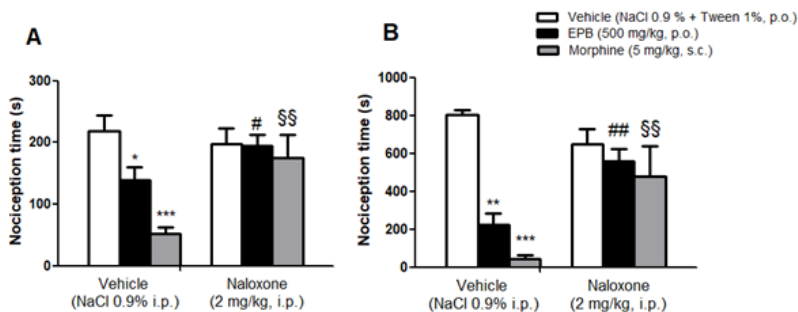 Vehicle (NaCl 0.9 % + Tween 1%, p.o.)
EPB (500 mg/kg, p.o.)
Morphine (5 mg/kg, s.c.)
A
Nociception time (s)
300
200
100
0
*
***
#
§§
Vehicle
(NaCl 0.9% i.p.)
Naloxone
(2 mg/kg, i.p.)
B
Nociception time (s)
1000
800
600
400
200
0
**
***
##
§§
Vehicle
(NaCl 0.9% i.p.)
Naloxone
(2 mg/kg, i.p.)